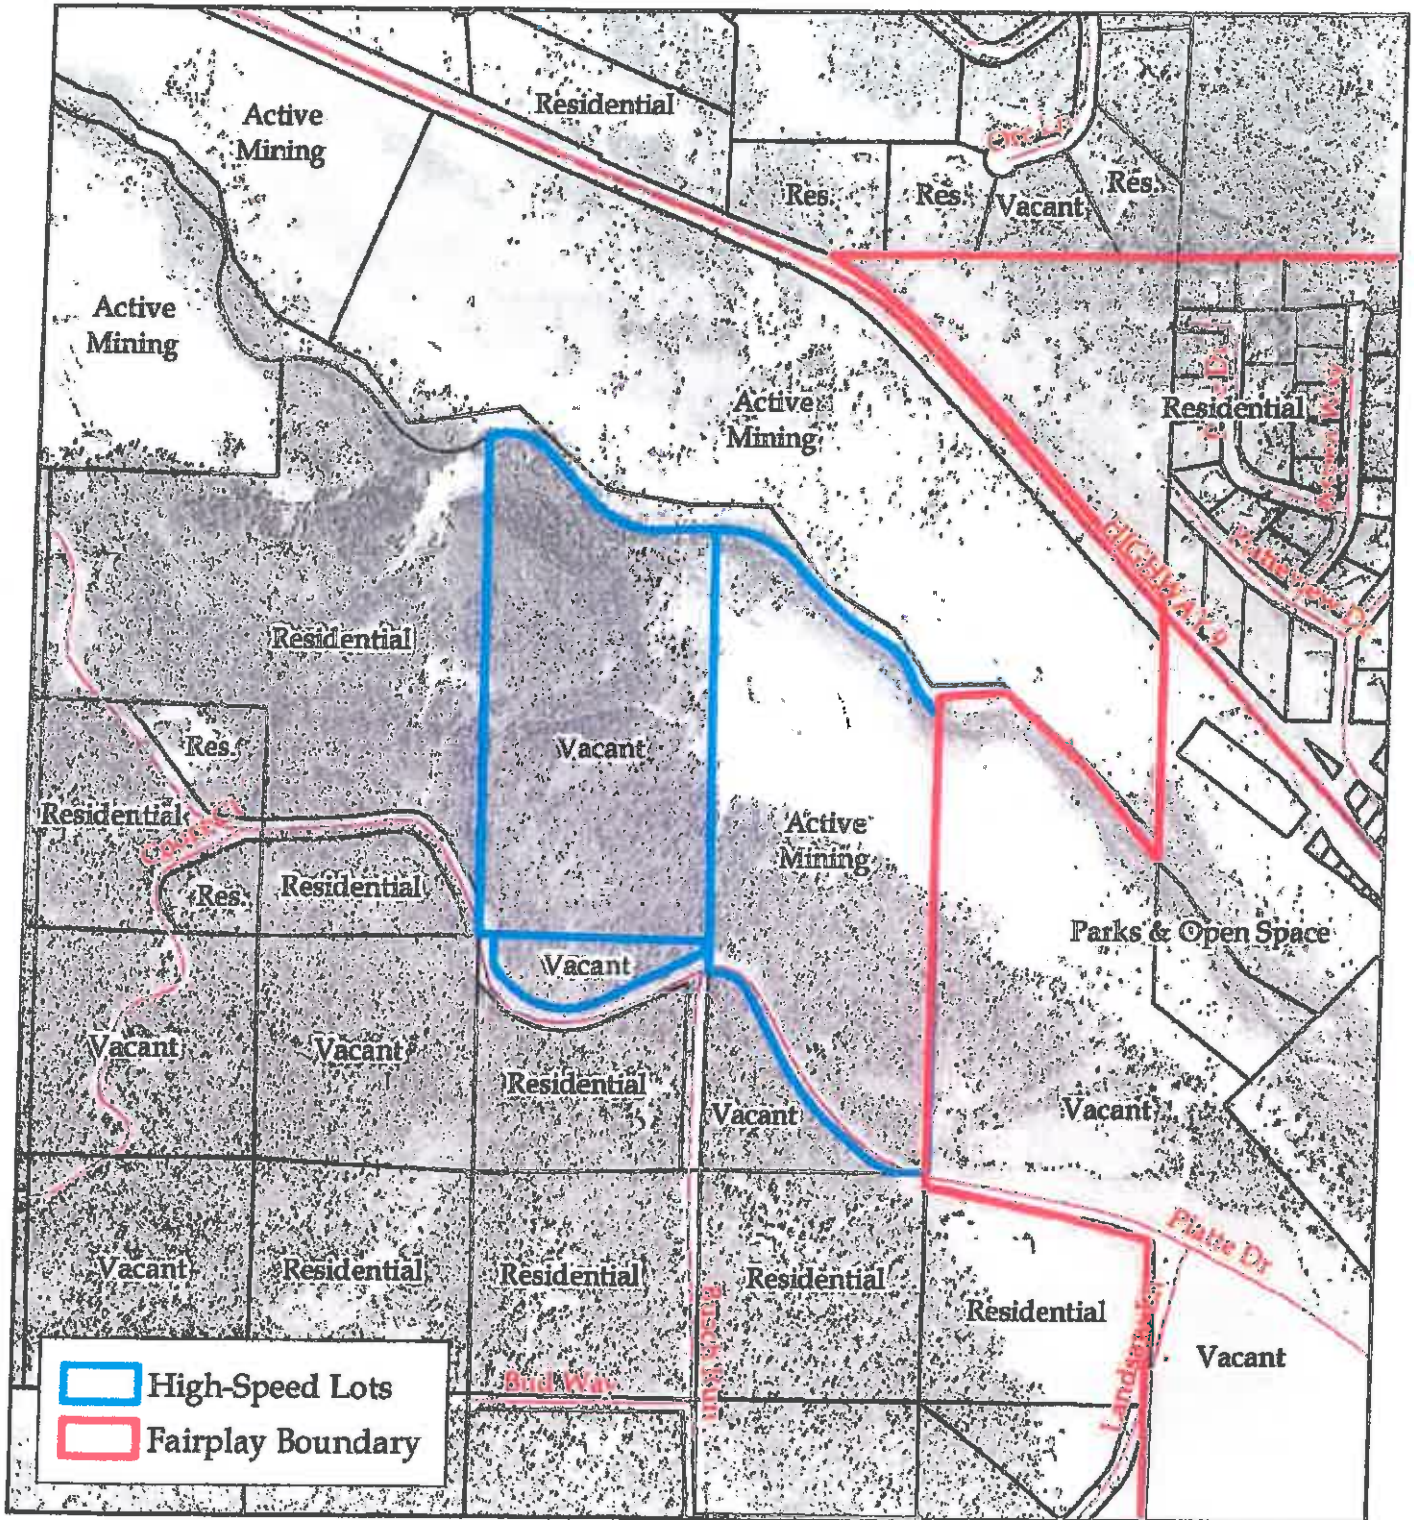 Active
Mining
Residential
Res.
Res.
Vacant
Res.
Active
Mining
Active
Mining
Residential
HIGHWAY 9
Residential
Res.
Vacant
Residential
Active
Mining
Res.
Residential
Parks & Open Space
Vacant
Vacant
Vacant
Residential
Vacant
Vacant
Platte Dr
Vacant
Residential
Residential
Residential
Residential
Vacant
Bud Way
High-Speed Lots
Fairplay Boundary